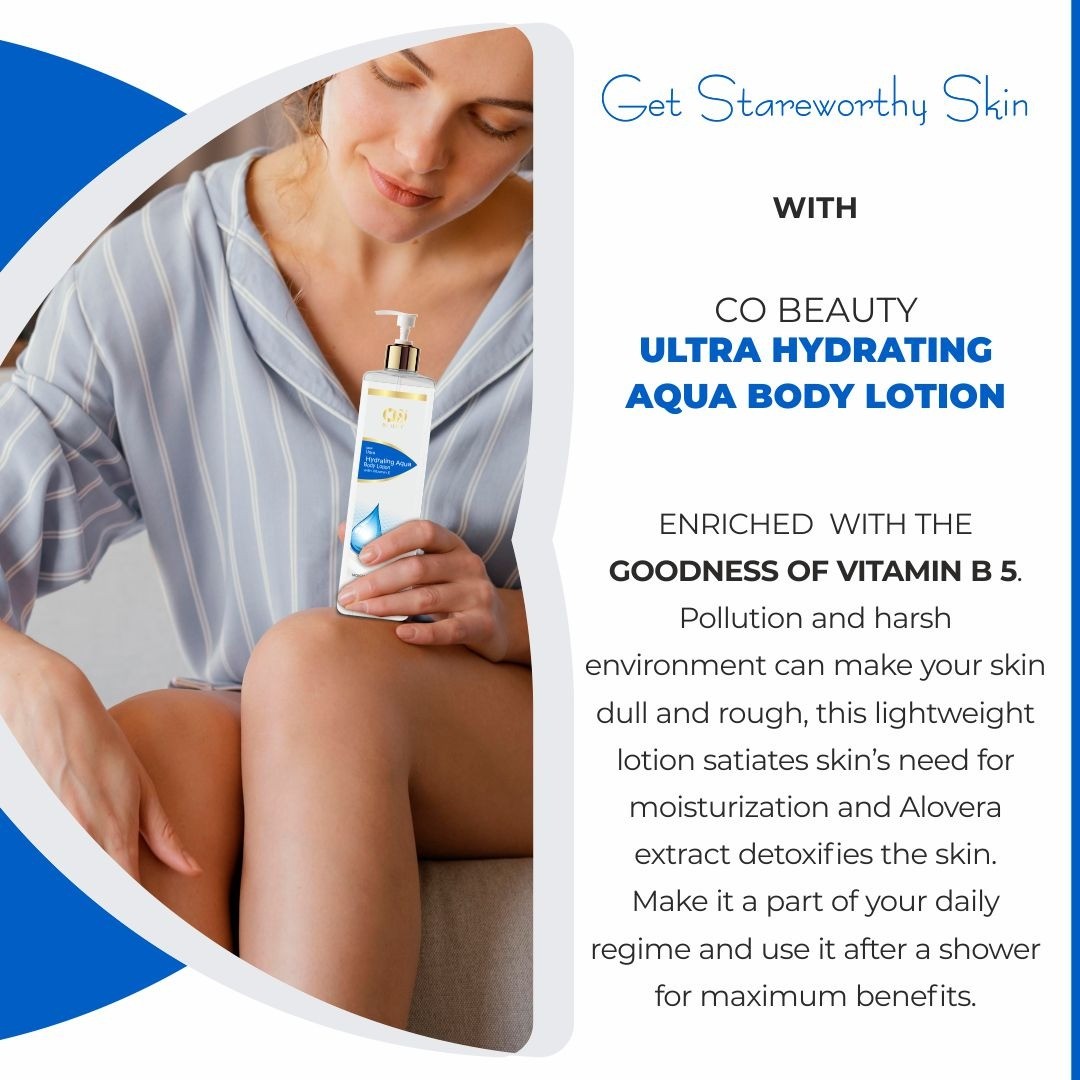 Get Stareworthy Skin
WITH
CO BEAUTY
ULTRA HYDRATING
AQUA BODY LOTION
ENRICHED WITH THE
GOODNESS OF VITAMIN B 5.
Pollution and harsh
environment can make your skin
dull and rough, this lightweight
lotion satiates skin’s need for
moisturization and Alovera
extract detoxifies the skin.
Make it a part of your daily
regime and use it after a shower
for maximum benefits.
Ultra
Hydrating Aqua
Body Lotion